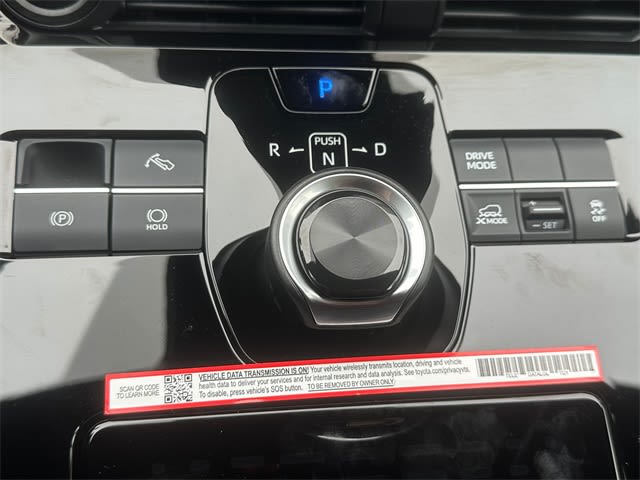 P
PUSH
R N D
HOLD
DRIVE
MODE
X MODE
SET
OFF
SCAN QR CODE
TO LEARN MORE
VEHICLE DATA TRANSMISSION IS ON! Your vehicle wirelessly transmits location, driving and vehicle
health data to deliver your services and for internal research and data analysis. See toyota.com/privacyvts.
To disable, press vehicle's SOS button. TO BE REMOVED BY OWNER ONLY.